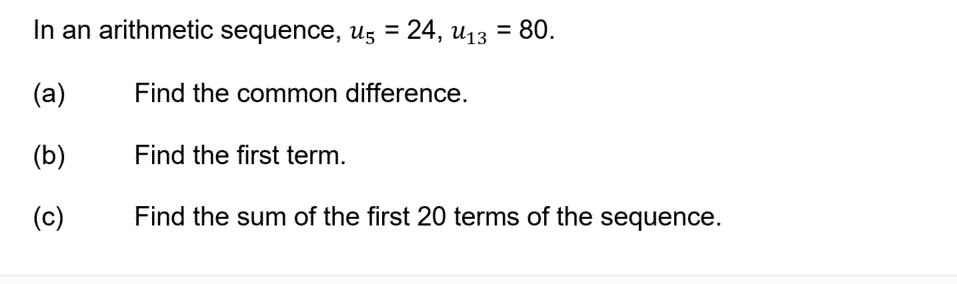 In an arithmetic sequence, u₅ = 24, u₁₃ = 80.
(a) Find the common difference.
(b) Find the first term.
(c) Find the sum of the first 20 terms of the sequence.